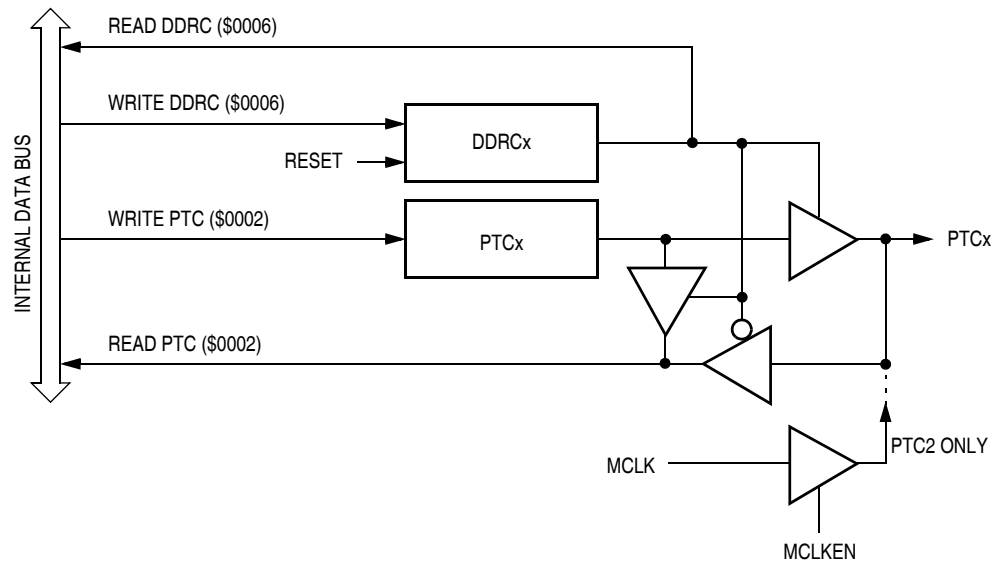 READ DDRC ($0006)
WRITE DDRC ($0006)
DDRCx
RESET
INTERNAL DATA BUS
WRITE PTC ($0002)
PTCx
PTCx
READ PTC ($0002)
PTC2 ONLY
MCLK
MCLKEN